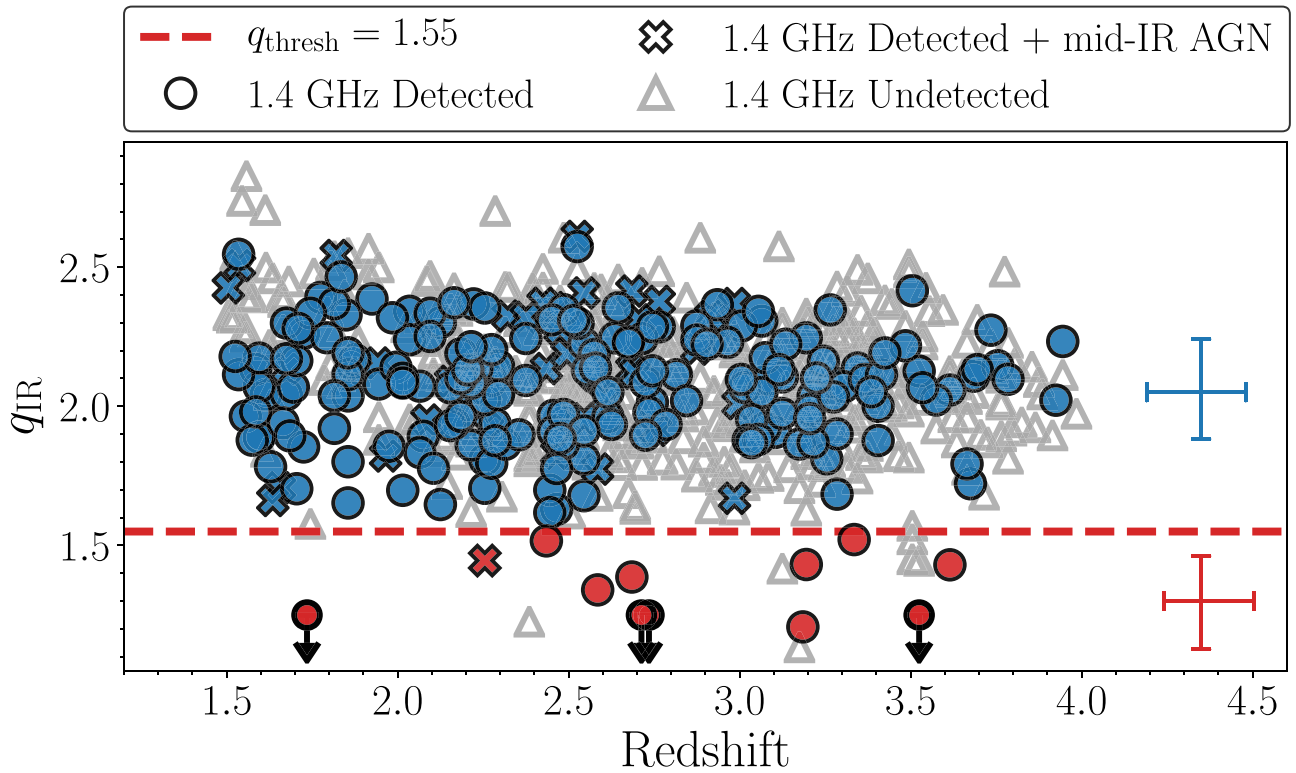 q_thresh = 1.55
1.4 GHz Detected + mid-IR AGN
1.4 GHz Detected
1.4 GHz Undetected
q_IR
2.5
2.0
1.5
1.5 2.0 2.5 3.0 3.5 4.0 4.5
Redshift